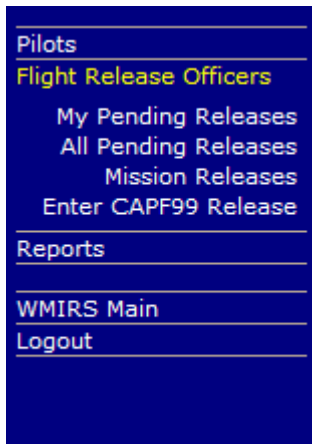 Pilots
Flight Release Officers
My Pending Releases
All Pending Releases
Mission Releases
Enter CAPF99 Release
Reports
WMIRS Main
Logout